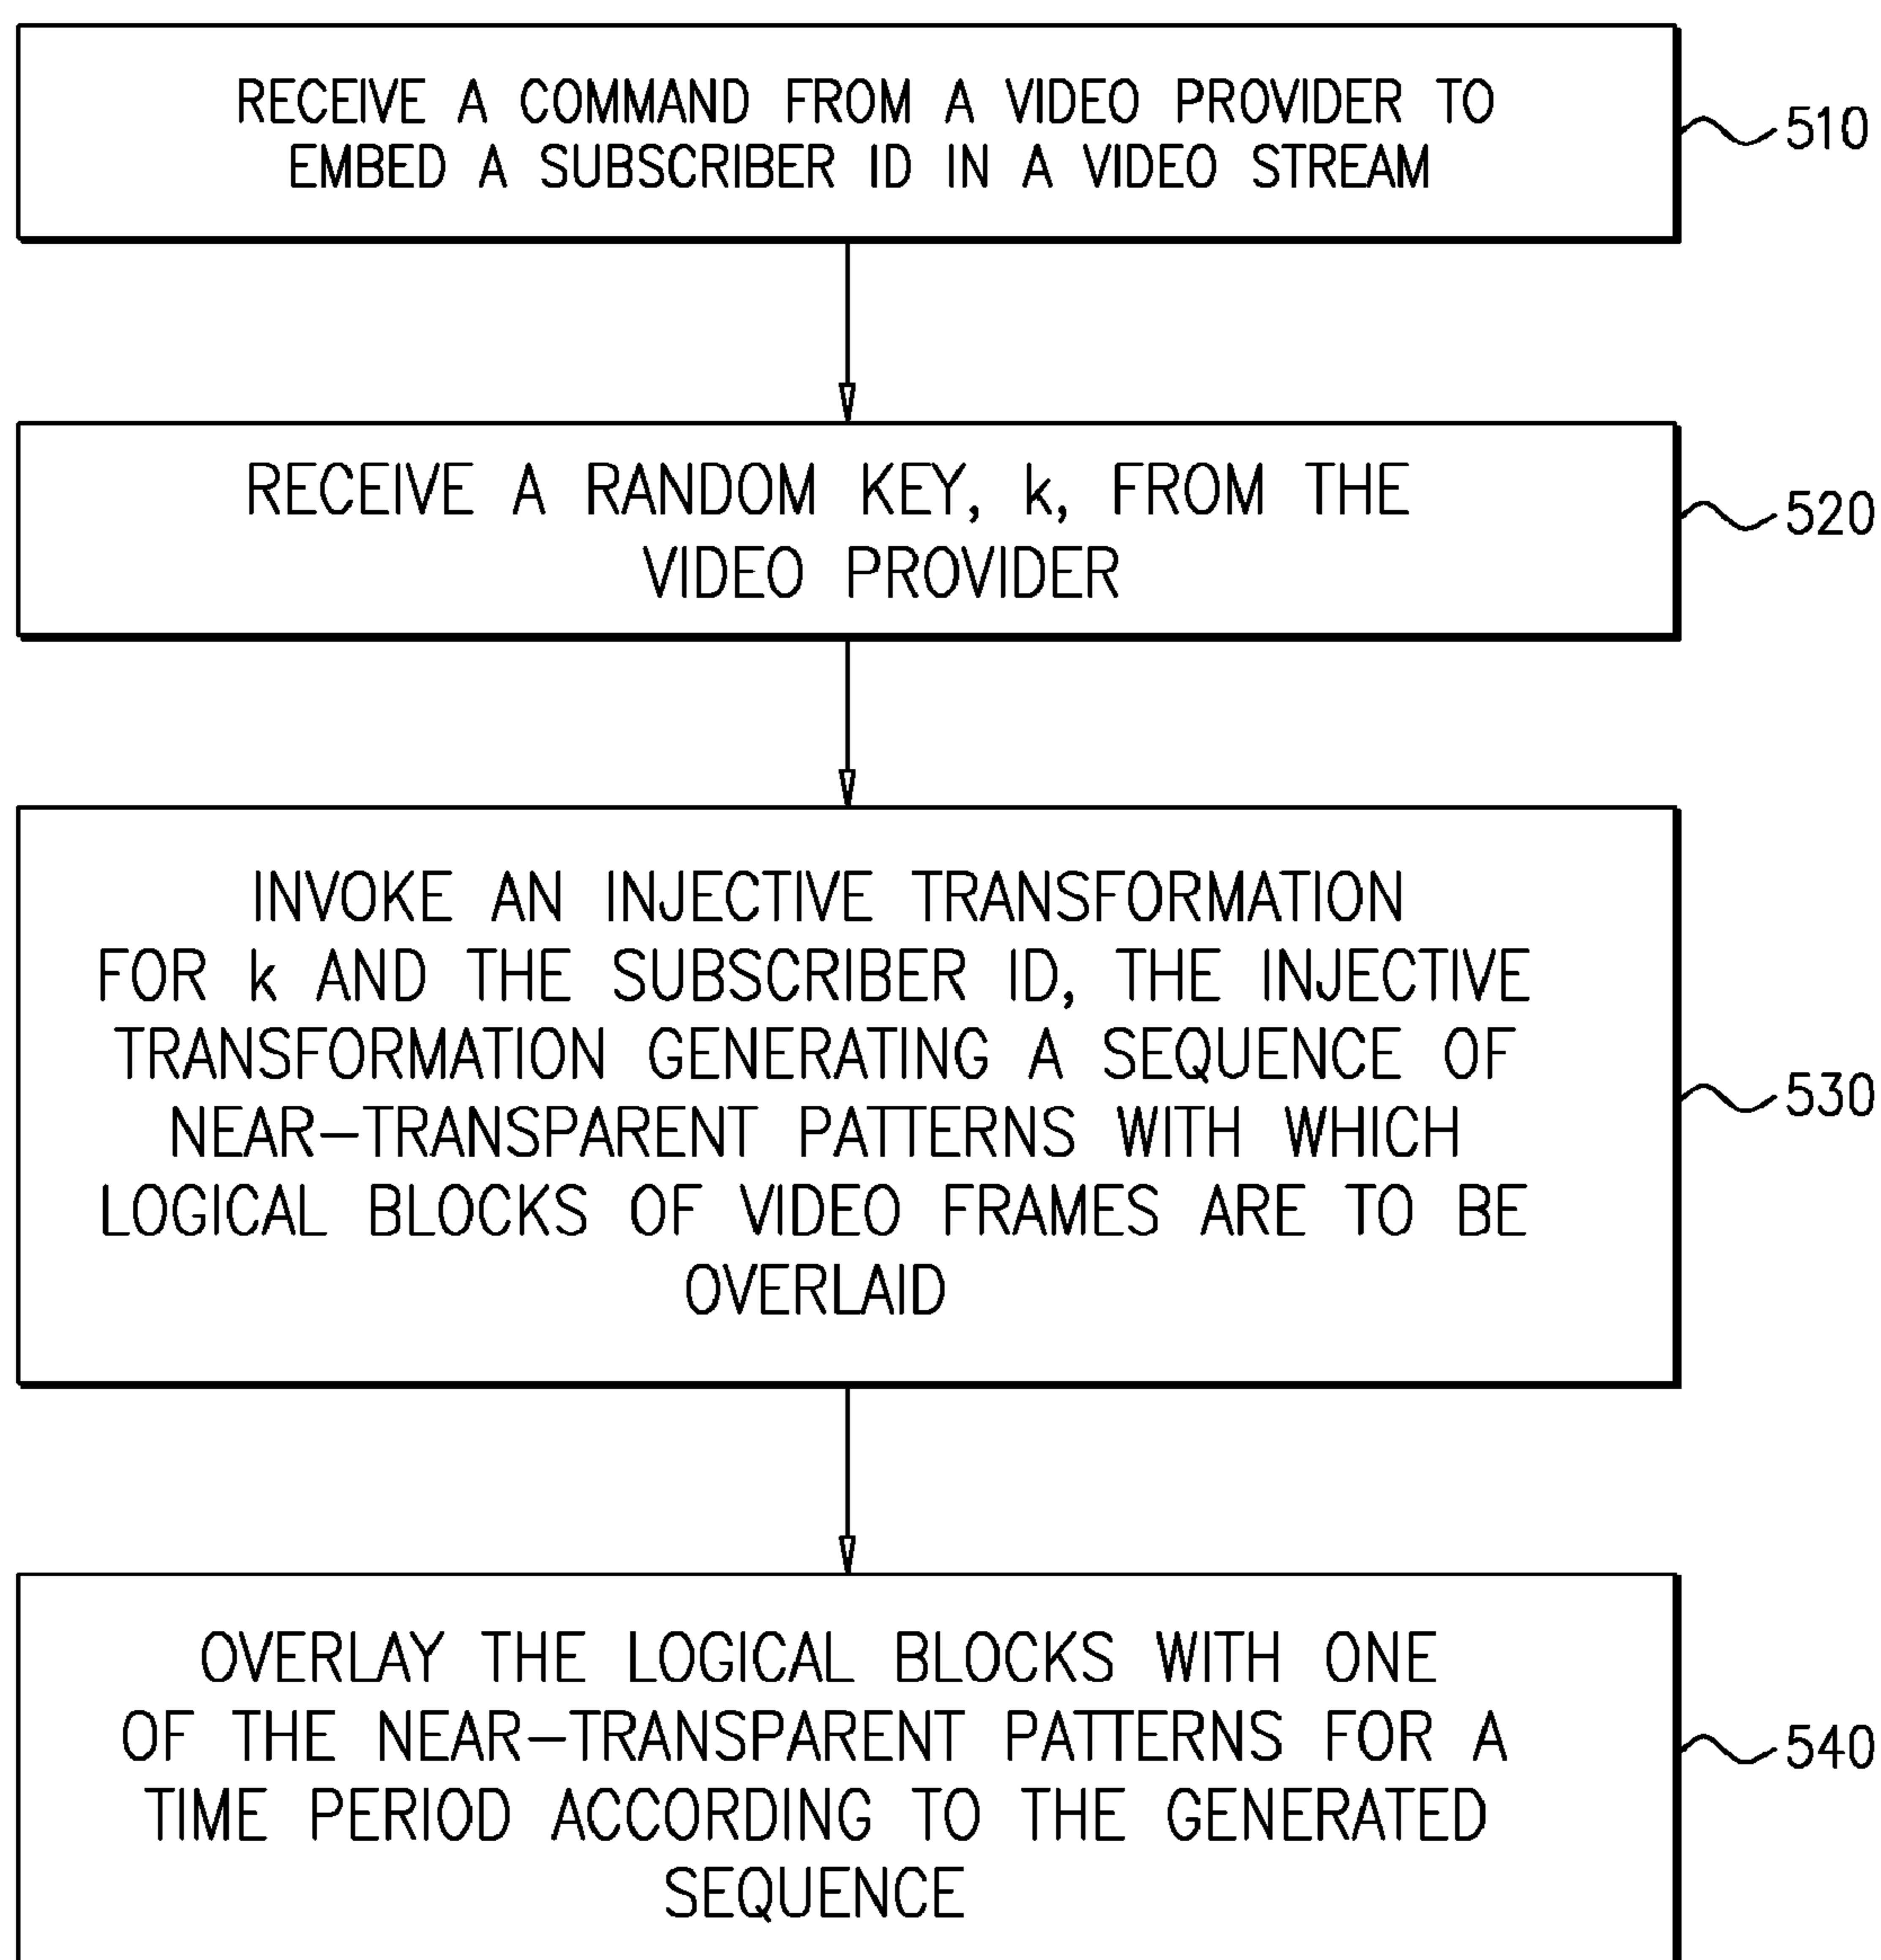 RECEIVE A COMMAND FROM A VIDEO PROVIDER TO
EMBED A SUBSCRIBER ID IN A VIDEO STREAM
510
RECEIVE A RANDOM KEY, k, FROM THE
VIDEO PROVIDER
520
INVOKE AN INJECTIVE TRANSFORMATION
FOR k AND THE SUBSCRIBER ID, THE INJECTIVE
TRANSFORMATION GENERATING A SEQUENCE OF
NEAR–TRANSPARENT PATTERNS WITH WHICH
LOGICAL BLOCKS OF VIDEO FRAMES ARE TO BE
OVERLAID
530
OVERLAY THE LOGICAL BLOCKS WITH ONE
OF THE NEAR–TRANSPARENT PATTERNS FOR A
TIME PERIOD ACCORDING TO THE GENERATED
SEQUENCE
540